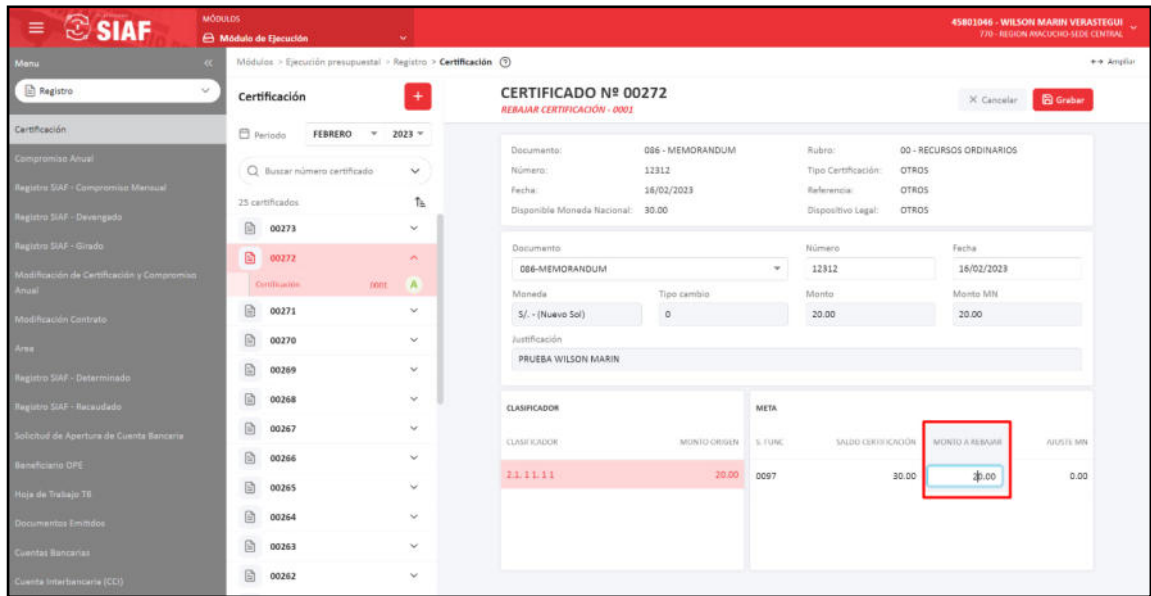 SIAF
MÓDULOS
Módulo de Ejecución
45801046 - WILSON MARIN VERASTEGUI
770 - REGION AYACUCHO-SEDE CENTRAL
Menu
Módulos > Ejecución presupuestal > Registro > Certificación
Ampliar
Registro
Certificación
Compromiso Anual
Registro SIAF - Compromiso Mensual
Registro SIAF - Devengado
Registro SIAF - Girado
Modificación de Certificación y Compromiso
Anual
Modificación Contrato
Area
Registro SIAF - Determinado
Registro SIAF - Recaudado
Solicitud de Apertura de Cuenta Bancaria
Beneficiario OPE
Hoja de Trabajo TB
Documentos Emitidos
Cuentas Bancarias
Cuenta Interbancaria (CCI)
Certificación
Periodo FEBRERO 2023
Buscar número certificado
25 certificados
00273
00272
Certificación 0001 A
00271
00270
00269
00268
00267
00266
00265
00264
00263
00262
CERTIFICADO Nº 00272
REBAJAR CERTIFICACIÓN - 0001
Cancelar
Grabar
Documento: 086 - MEMORANDUM Rubro: 00 - RECURSOS ORDINARIOS
Número: 12312 Tipo Certificación: OTROS
Fecha: 16/02/2023 Referencia: OTROS
Disponible Moneda Nacional: 30.00 Dispositivo Legal: OTROS
Documento Número Fecha
086-MEMORANDUM 12312 16/02/2023
Moneda Tipo cambio Monto Monto MN
S/. - (Nuevo Sol) 0 20.00 20.00
Justificación
PRUEBA WILSON MARIN
CLASIFICADOR META
CLASIFICADOR MONTO ORIGEN S. FUNC SALDO CERTIFICACIÓN MONTO A REBAJAR AJUSTE MN
2.1. 1 1. 1 1 20.00 0097 30.00 20.00 0.00